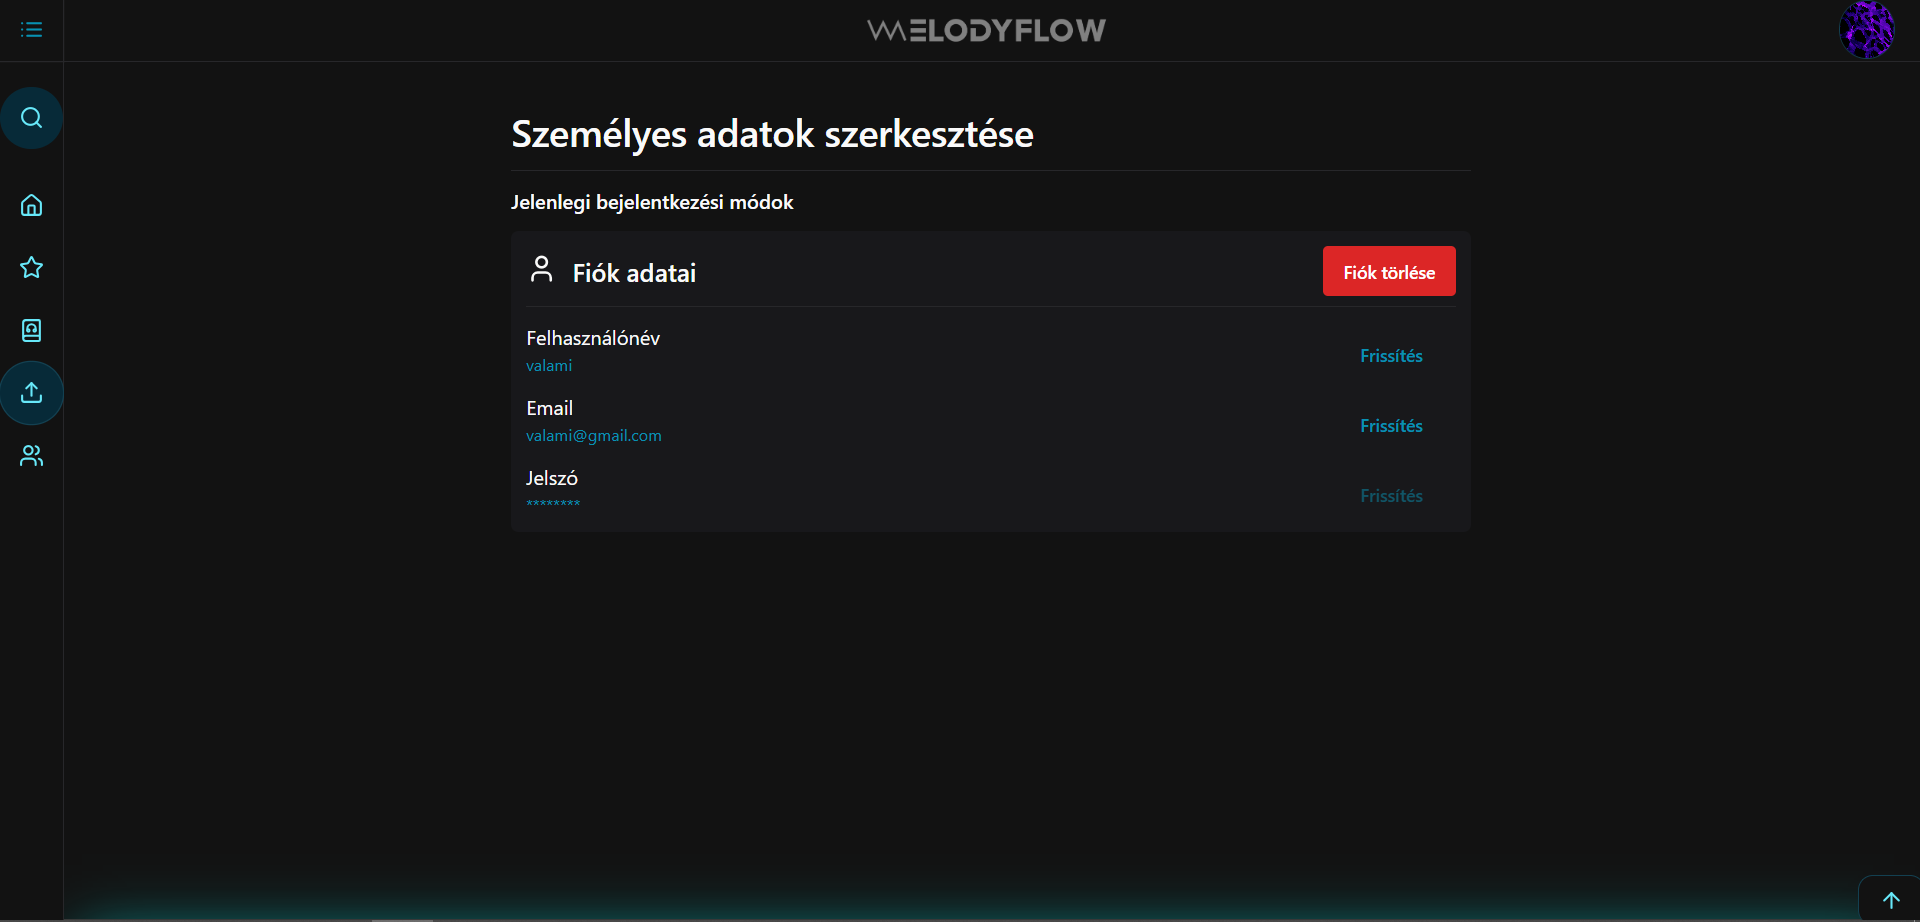 MELODYFLOW
Személyes adatok szerkesztése
Jelenlegi bejelentkezési módok
Fiók adatai
Fiók törlése
Felhasználónév
valami
Frissítés
Email
valami@gmail.com
Frissítés
Jelszó
********
Frissítés